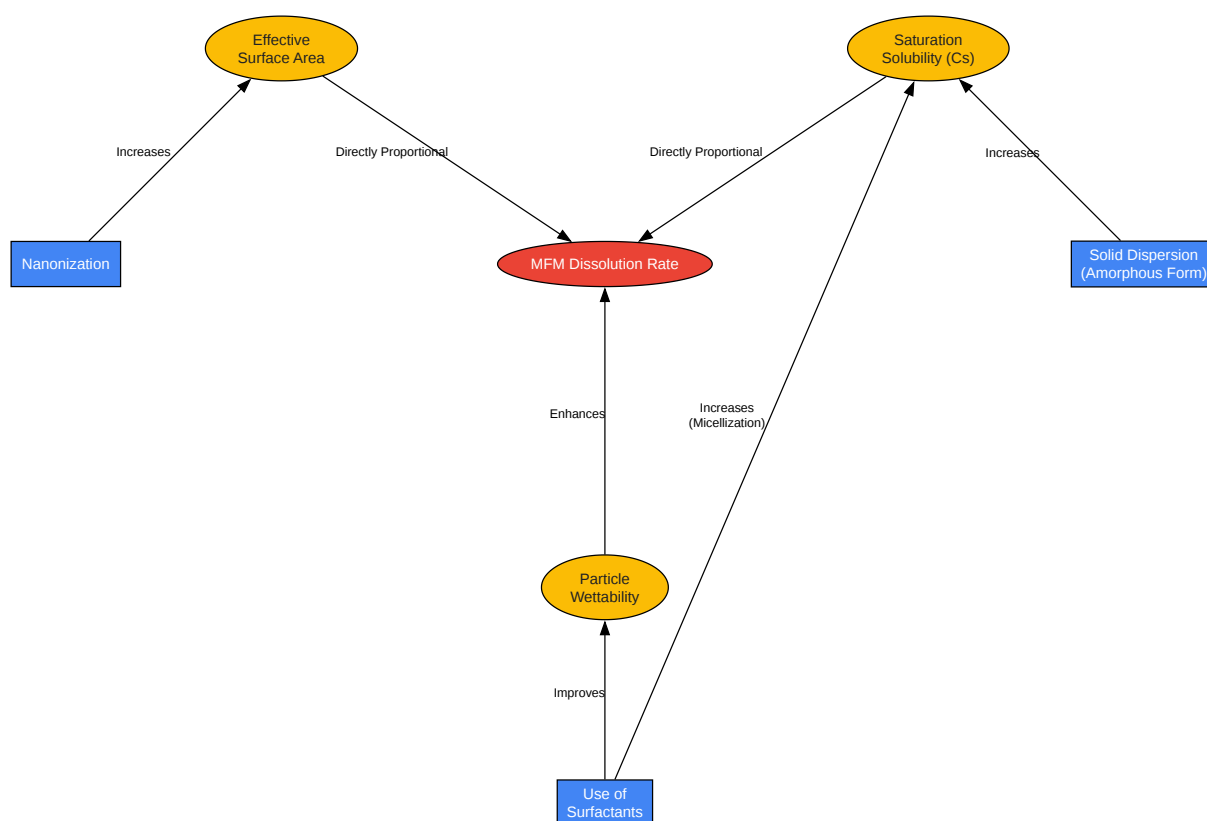 Effective
Surface Area
Saturation
Solubility (Cs)
Increases
Directly Proportional
Directly Proportional
Increases
Nanonization
MFM Dissolution Rate
Solid Dispersion
(Amorphous Form)
Enhances
Increases
(Micellization)
Particle
Wettability
Improves
Use of
Surfactants